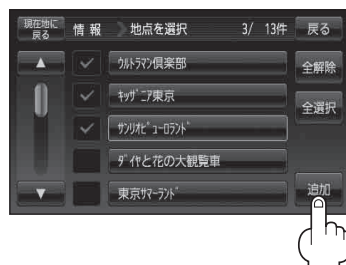 現在地に
戻る
情報
地点を選択
3/ 13件
戻る
ｳﾙﾄﾗﾏﾝ倶楽部
全解除
ｷｯｻﾞﾆｱ東京
全選択
ｻﾝﾘｵﾋﾟｭｰﾛﾗﾝﾄﾞ
ﾀﾞｲﾔと花の大観覧車
東京ｻﾏｰﾗﾝﾄﾞ
追加